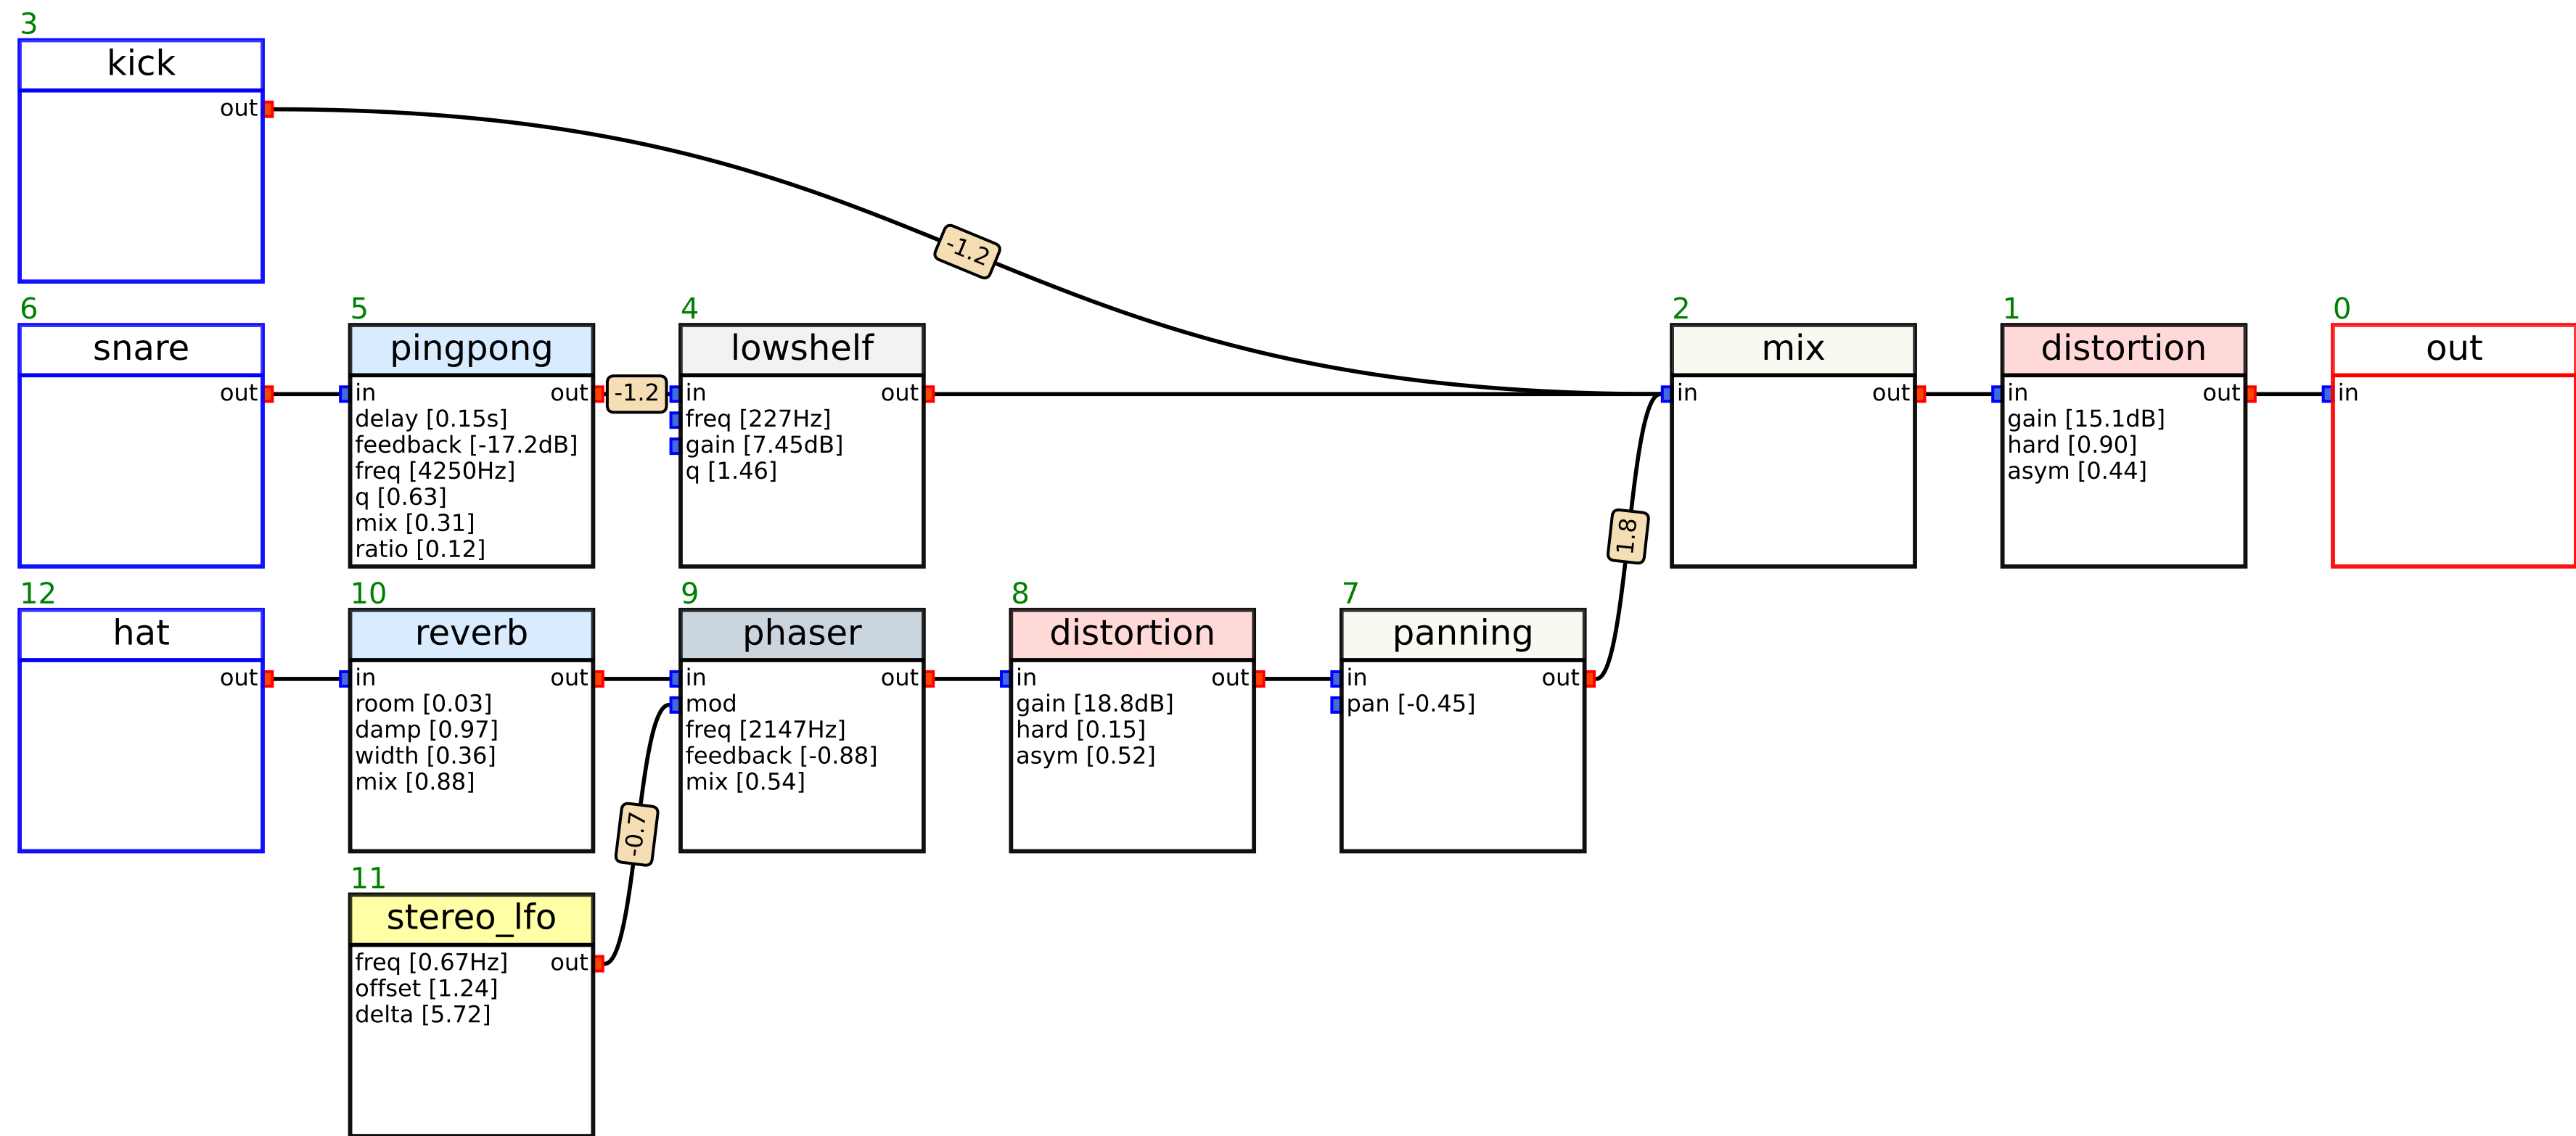 3
kick
out
-1.2
6
snare
out
5
pingpong
in out
delay [0.15s]
feedback [-17.2dB]
freq [4250Hz]
q [0.63]
mix [0.31]
ratio [0.12]
-1.2
4
lowshelf
in out
freq [227Hz]
gain [7.45dB]
q [1.46]
2
mix
in out
1
distortion
in out
gain [15.1dB]
hard [0.90]
asym [0.44]
0
out
in
1.8
12
hat
out
10
reverb
in out
room [0.03]
damp [0.97]
width [0.36]
mix [0.88]
9
phaser
in out
mod
freq [2147Hz]
feedback [-0.88]
mix [0.54]
8
distortion
in out
gain [18.8dB]
hard [0.15]
asym [0.52]
7
panning
in out
pan [-0.45]
-0.7
11
stereo_lfo
freq [0.67Hz] out
offset [1.24]
delta [5.72]